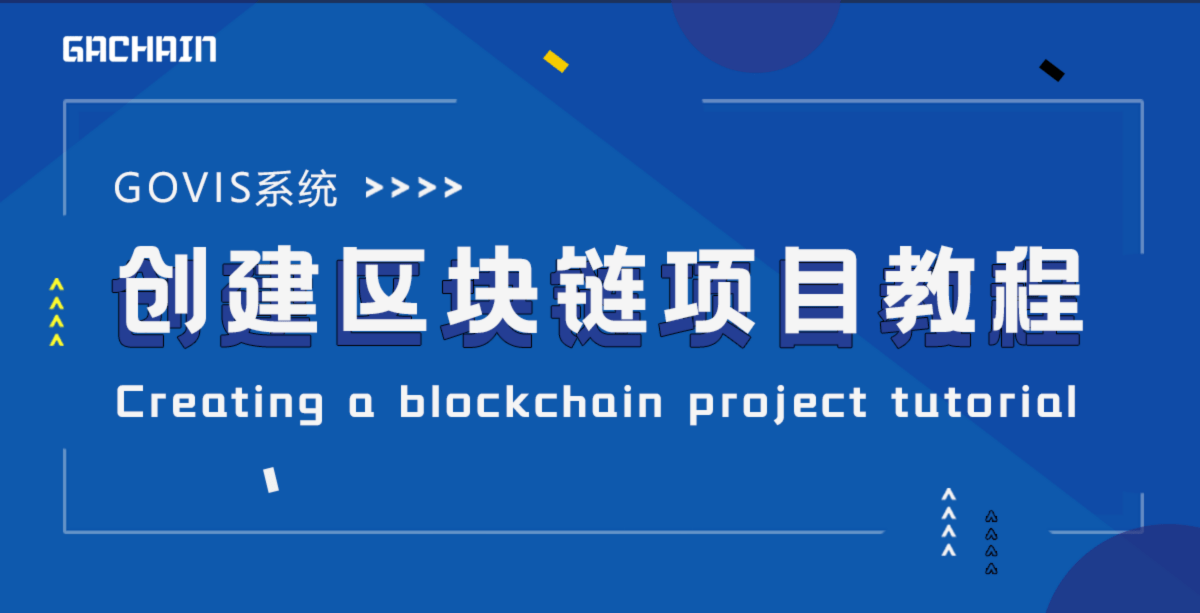 GACHAIN
GOVIS系统 >>>>
创建区块链项目教程
Creating a blockchain project tutorial